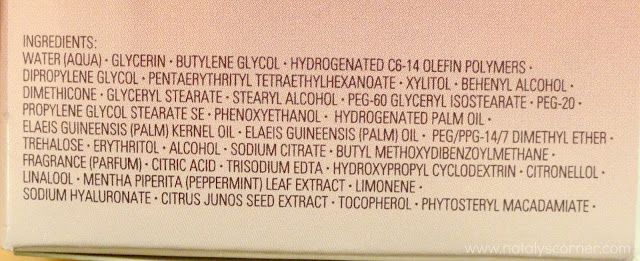 INGREDIENTS:
WATER (AQUA) · GLYCERIN · BUTYLENE GLYCOL · HYDROGENATED C6-14 OLEFIN POLYMERS ·
DIPROPYLENE GLYCOL · PENTAERYTHRITYL TETRAETHYLHEXANOATE · XYLITOL · BEHENYL ALCOHOL ·
DIMETHICONE · GLYCERYL STEARATE · STEARYL ALCOHOL · PEG-60 GLYCERYL ISOSTEARATE · PEG-20 ·
PROPYLENE GLYCOL STEARATE SE · PHENOXYETHANOL · HYDROGENATED PALM OIL ·
ELAEIS GUINEENSIS (PALM) KERNEL OIL · ELAEIS GUINEENSIS (PALM) OIL · PEG/PPG-14/7 DIMETHYL ETHER ·
TREHALOSE · ERYTHRITOL · ALCOHOL · SODIUM CITRATE · BUTYL METHOXYDIBENZOYLMETHANE ·
FRAGRANCE (PARFUM) · CITRIC ACID · TRISODIUM EDTA · HYDROXYPROPYL CYCLODEXTRIN · CITRONELLOL ·
LINALOOL · MENTHA PIPERITA (PEPPERMINT) LEAF EXTRACT · LIMONENE ·
SODIUM HYALURONATE · CITRUS JUNOS SEED EXTRACT · TOCOPHEROL · PHYTOSTERYL MACADAMIATE ·
www.natalyscorner.com